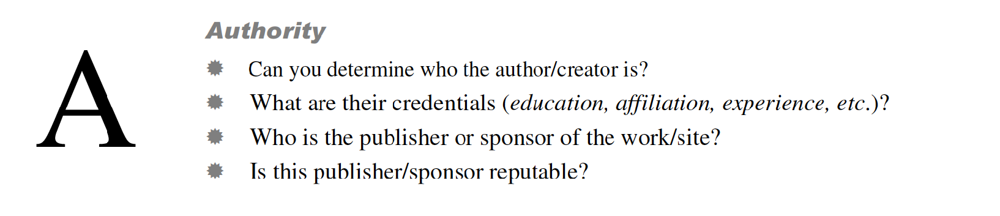 A
Authority
Can you determine who the author/creator is?
What are their credentials (education, affiliation, experience, etc.)?
Who is the publisher or sponsor of the work/site?
Is this publisher/sponsor reputable?